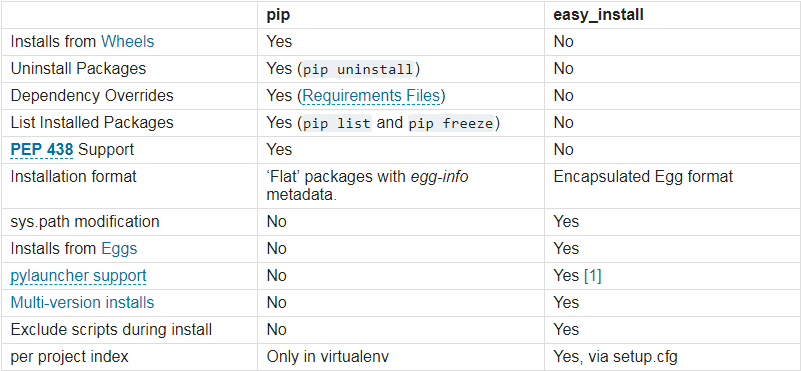 pip easy_install
Installs from Wheels Yes No
Uninstall Packages Yes (pip uninstall) No
Dependency Overrides Yes (Requirements Files) No
List Installed Packages Yes (pip list and pip freeze) No
PEP 438 Support Yes No
Installation format ‘Flat’ packages with egg-info Encapsulated Egg format
metadata.
sys.path modification No Yes
Installs from Eggs No Yes
pylauncher support No Yes [1]
Multi-version installs No Yes
Exclude scripts during install No Yes
per project index Only in virtualenv Yes, via setup.cfg